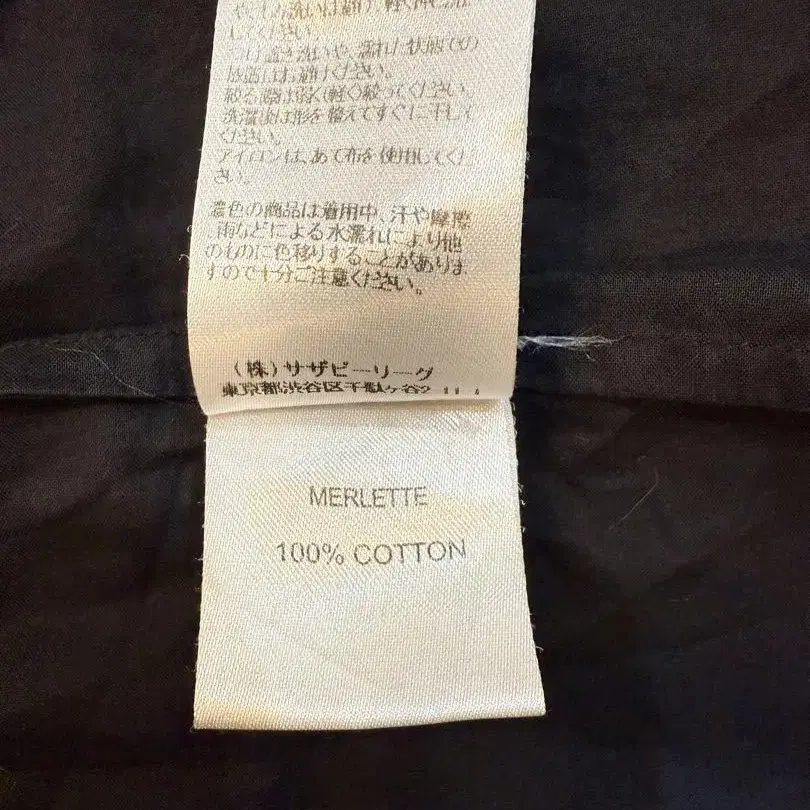 してください。
つけ置き洗いや、濡れた状態での
放置はお避けください。
絞る際は弱く(軽く)絞ってください。
洗濯後は形を整えてすぐに干して
ください。
アイロンは、あて布を使用してくだ
さい。
濃色の商品は着用中、汗や摩擦
雨などによる水濡れにより他
のものに色移りすることがありま
すので十分ご注意ください。
(株)サザビーリーグ
東京都渋谷区千駄ヶ谷2
MERLETTE
100% COTTON